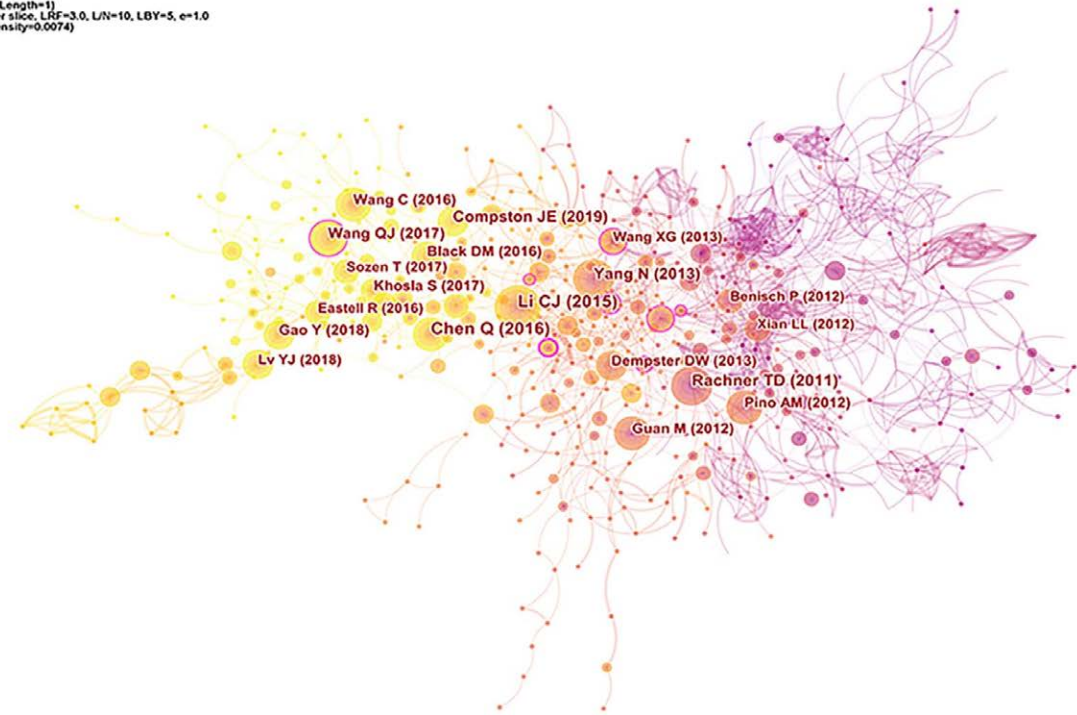 Length=1)
r slice, LRF=3.0, L/N=10, LBY=5, e=1.0
nsity=0.0074)
Wang C (2016)
Compston JE (2019)
Wang QJ (2017)
Wang XG (2013)
Black DM (2016)
Sozen T (2017)
Yang N (2013)
Khosla S (2017)
Benisch P (2012)
Li CJ (2015)
Eastell R (2016)
Xian LL (2012)
Gao Y (2018)
Chen Q (2016)
Lv YJ (2018)
Dempster DW (2013)
Rachner TD (2011)
Pino AM (2012)
Guan M (2012)